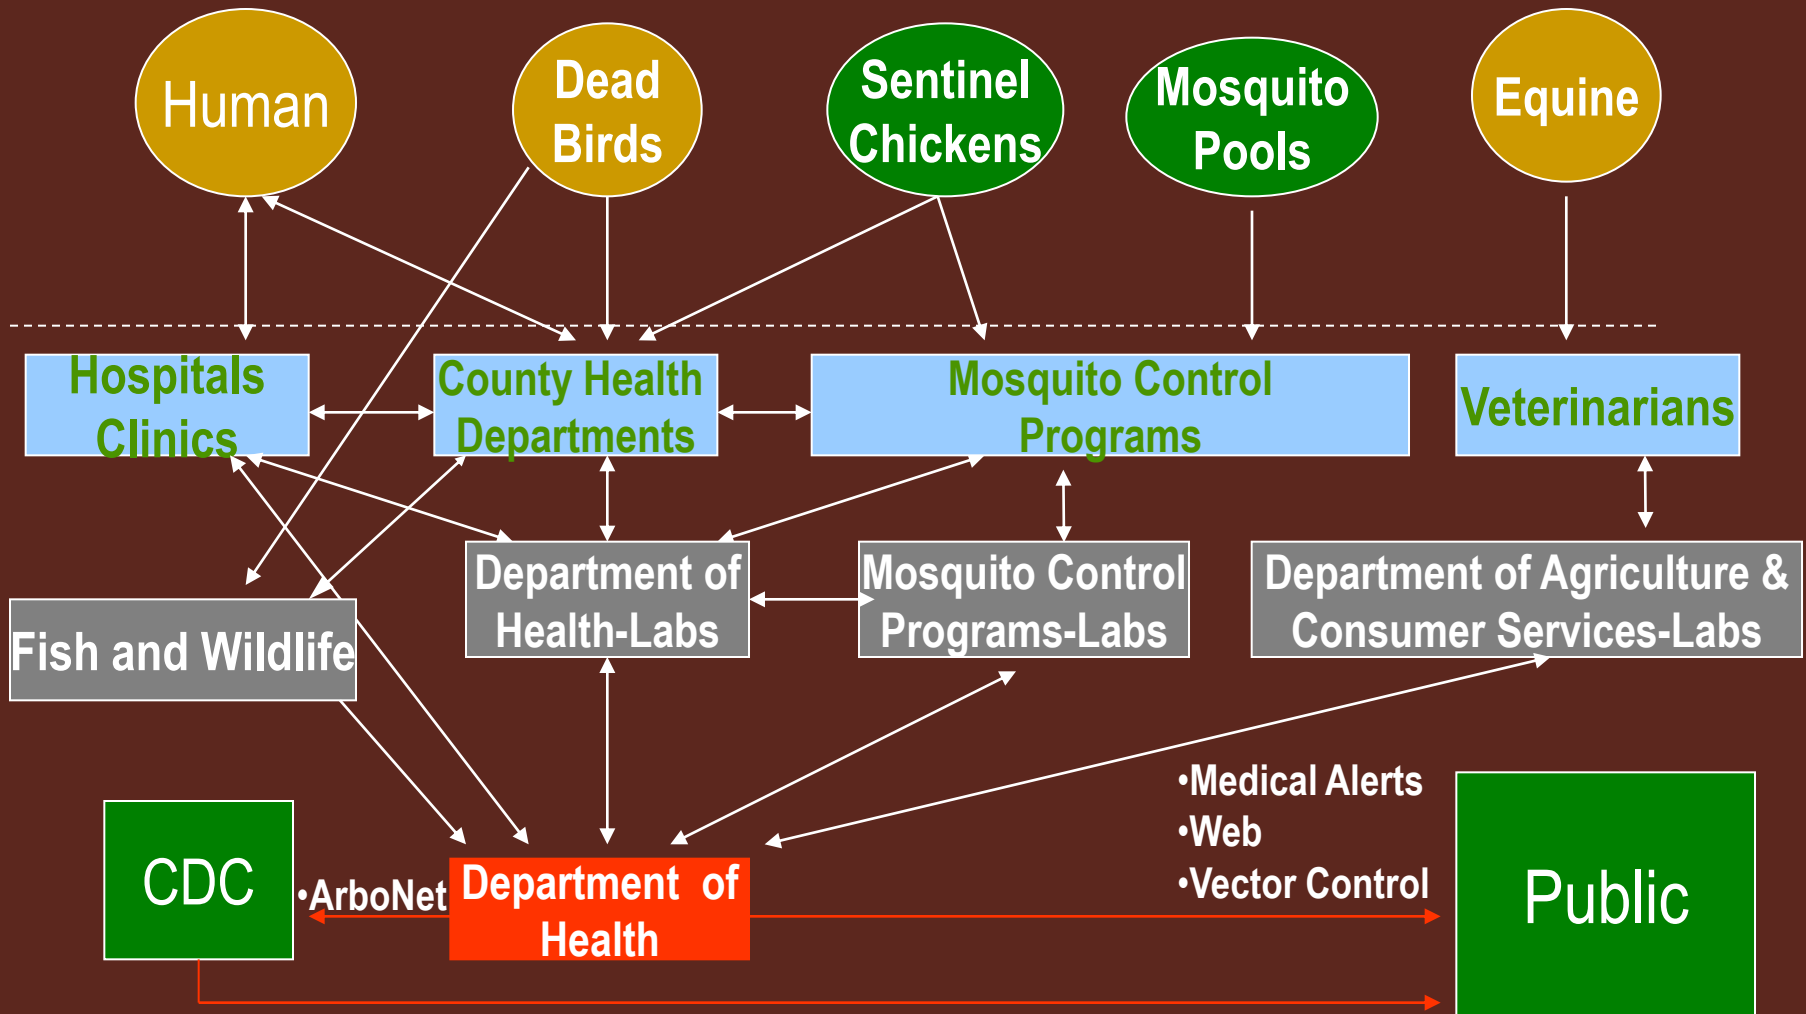 Human
Dead
Birds
Sentinel
Chickens
Mosquito
Pools
Equine
Hospitals
Clinics
County Health
Departments
Mosquito Control
Programs
Veterinarians
Department of
Health-Labs
Mosquito Control
Programs-Labs
Department of Agriculture &
Consumer Services-Labs
Fish and Wildlife
•Medical Alerts
•Web
•Vector Control
CDC
•ArboNet
Department of
Health
Public